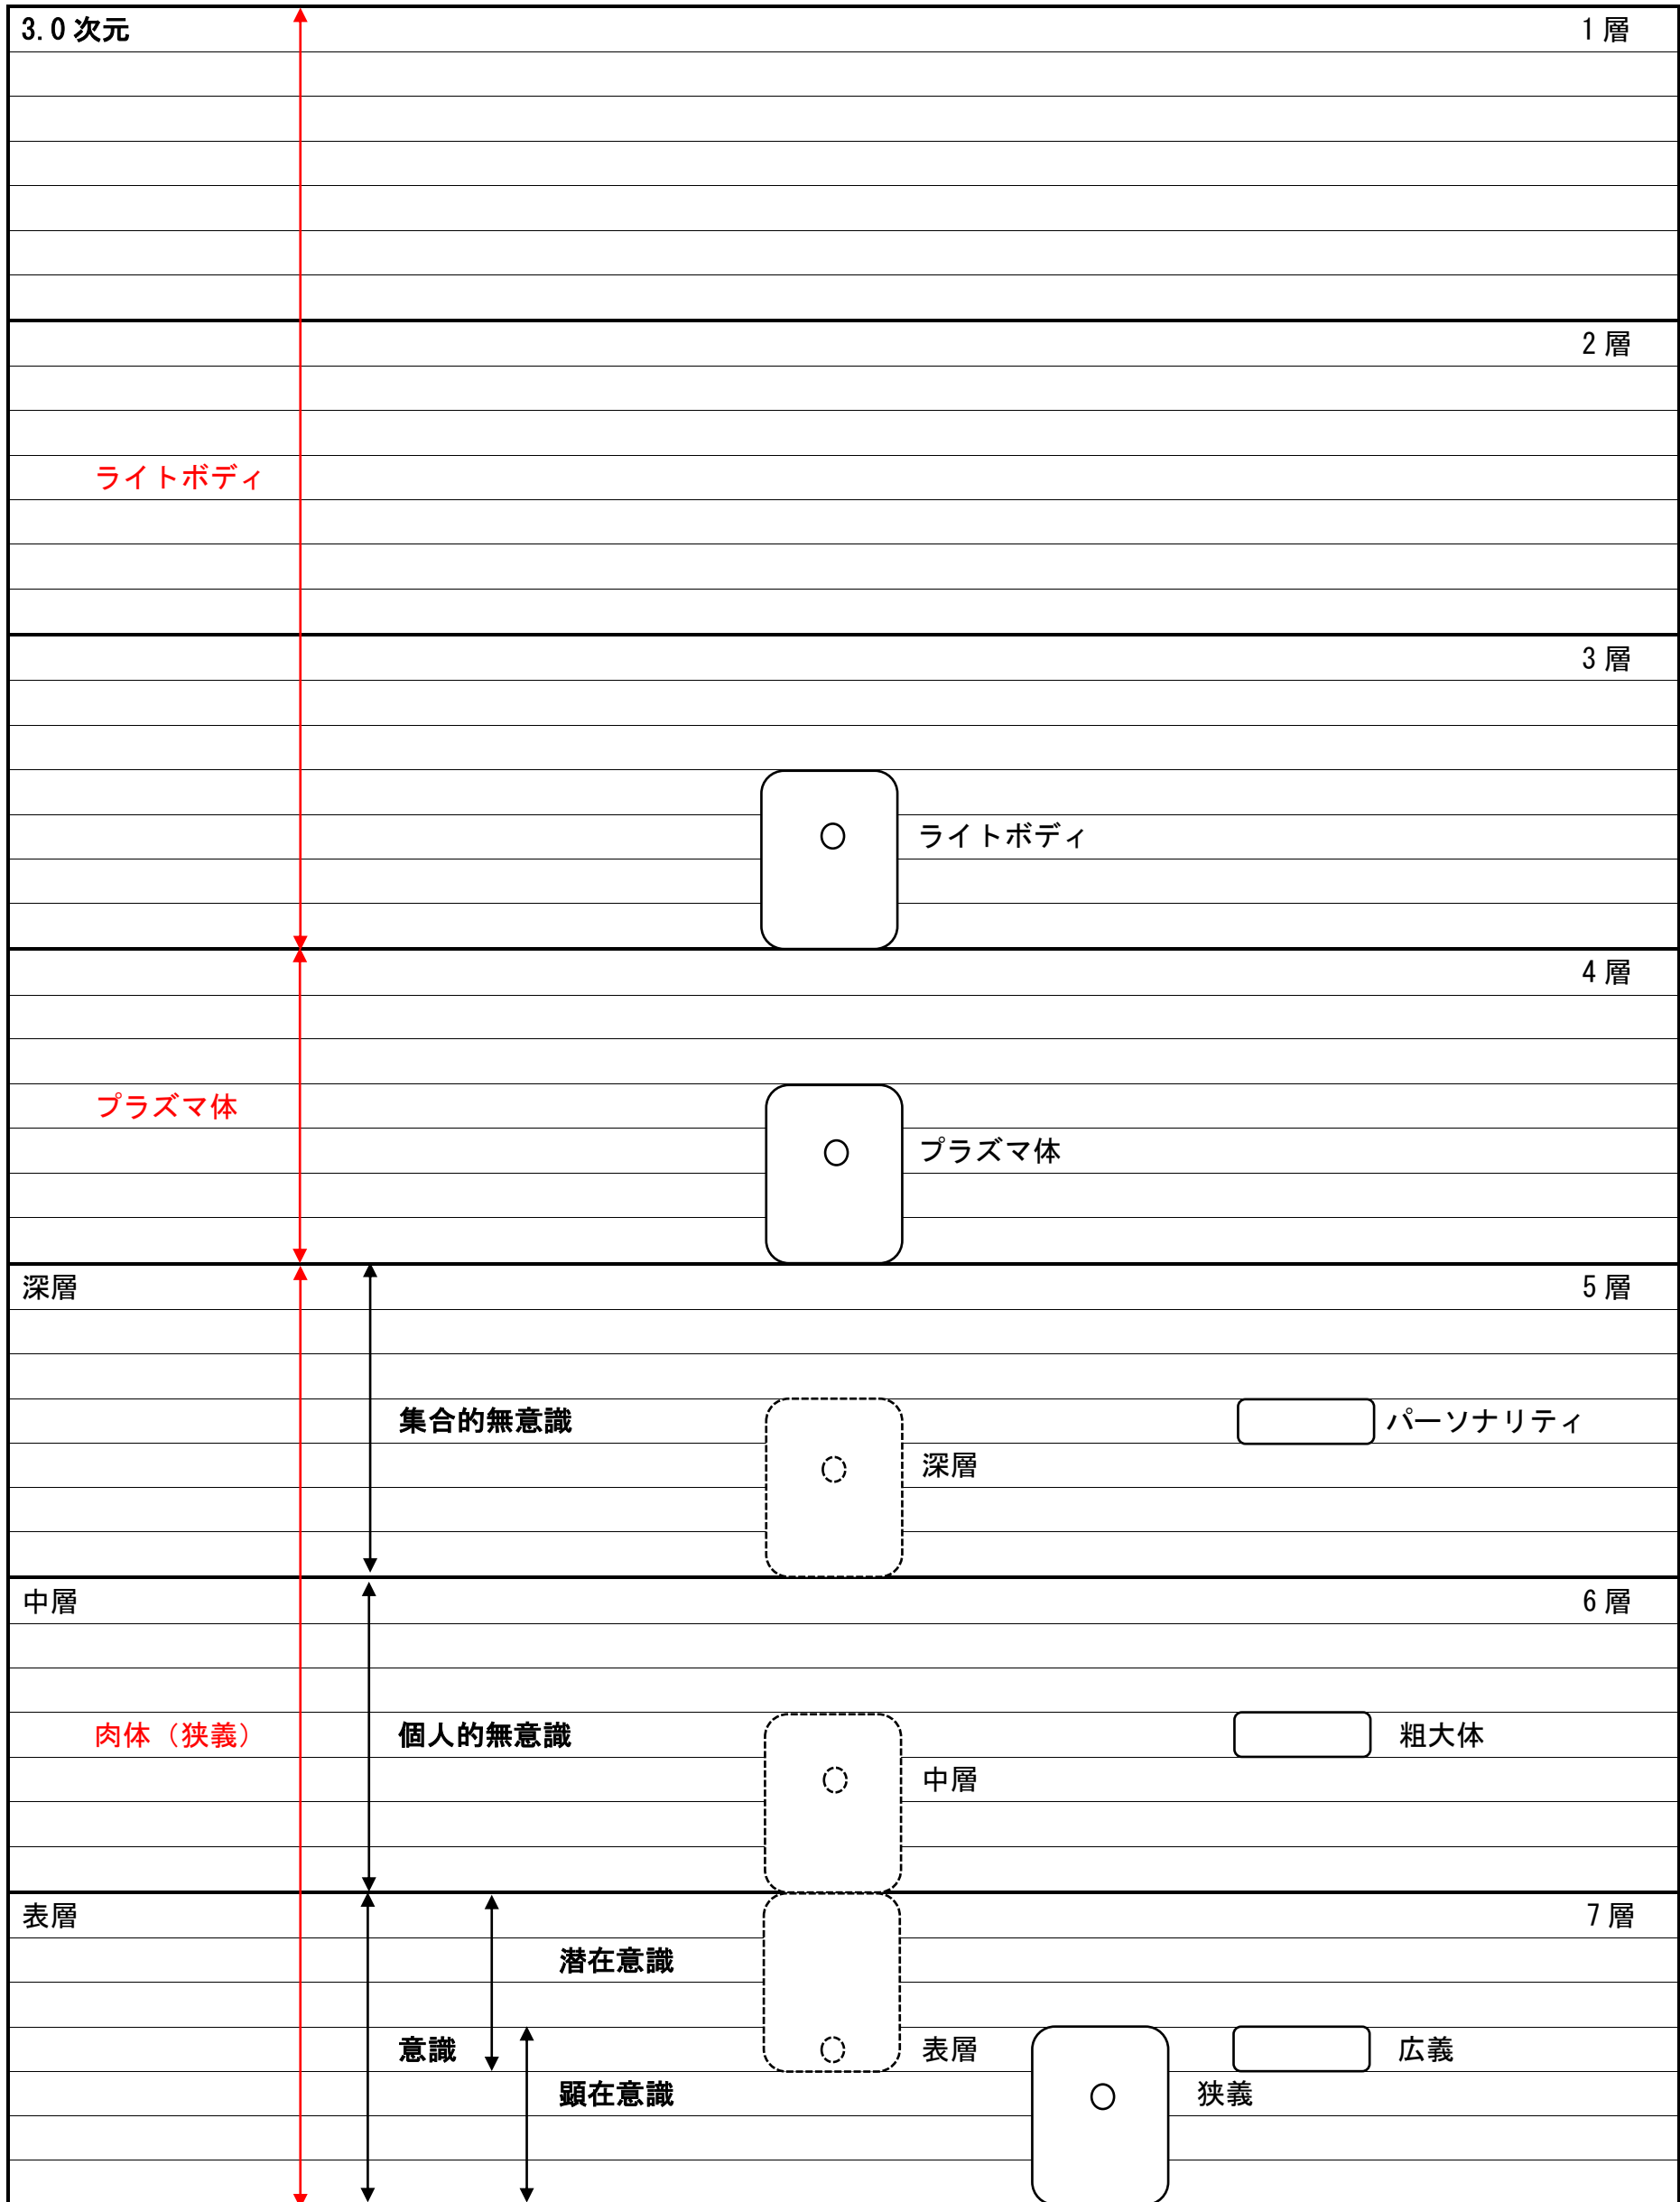 3.0次元 1層
2層
ライトボディ
3層
ライトボディ
4層
プラズマ体
プラズマ体
深層 5層
集合的無意識 パーソナリティ
深層
中層 6層
肉体（狭義） 個人的無意識 粗大体
中層
表層 7層
潜在意識
意識 表層 広義
顕在意識 狭義